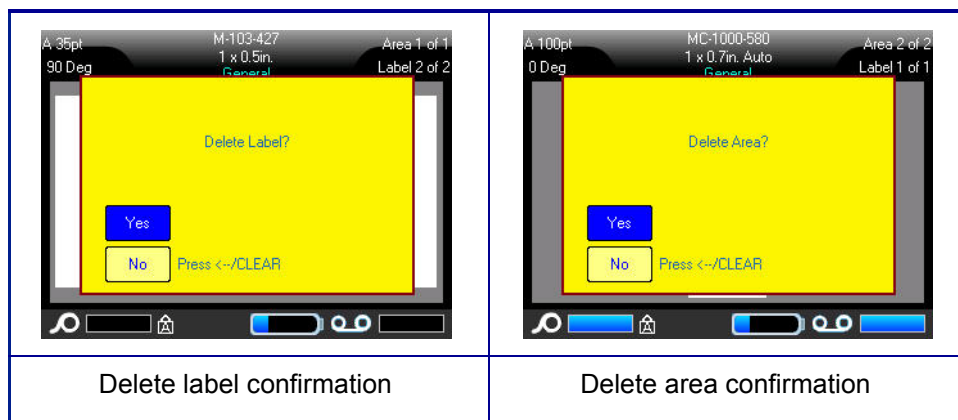 A 35pt
M-103-427
Area 1 of 1
90 Deg
1 x 0.5in.
Label 2 of 2
General
Delete Label?
Yes
No
Press <--/CLEAR
Delete label confirmation
A 100pt
MC-1000-580
Area 2 of 2
0 Deg
1 x 0.7in. Auto
Label 1 of 1
General
Delete Area?
Yes
No
Press <--/CLEAR
Delete area confirmation